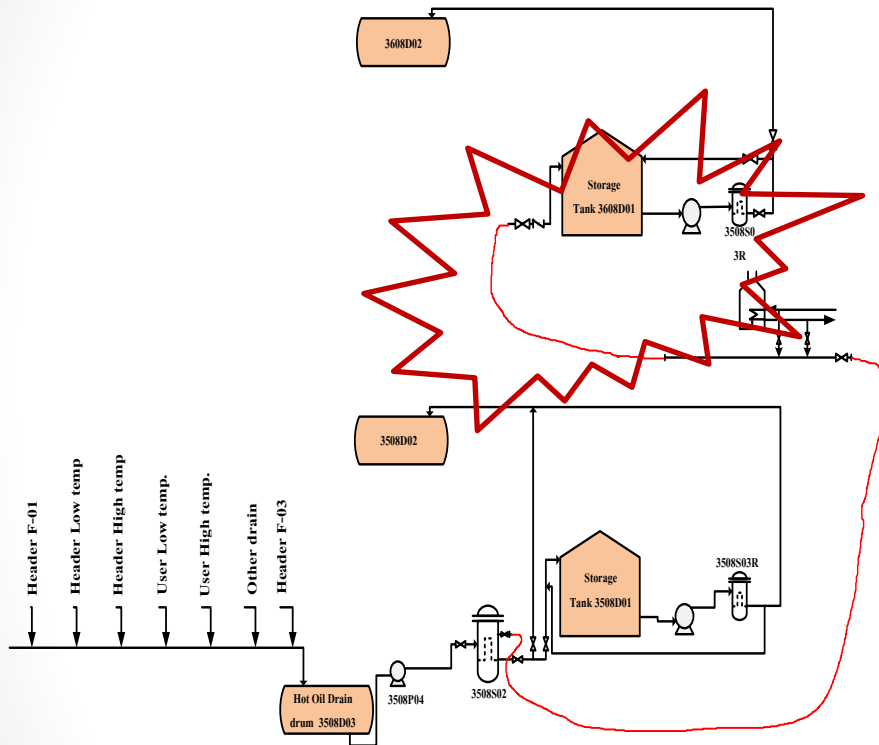 3608D02
Storage
Tank 3608D01
3508S0
3R
3508D02
Header F-01
Header Low temp
Header High temp
User Low temp.
User High temp.
Other drain
Header F-03
Storage
Tank 3508D01
3508S03R
3508P04
3508S02
Hot Oil Drain
drum 3508D03